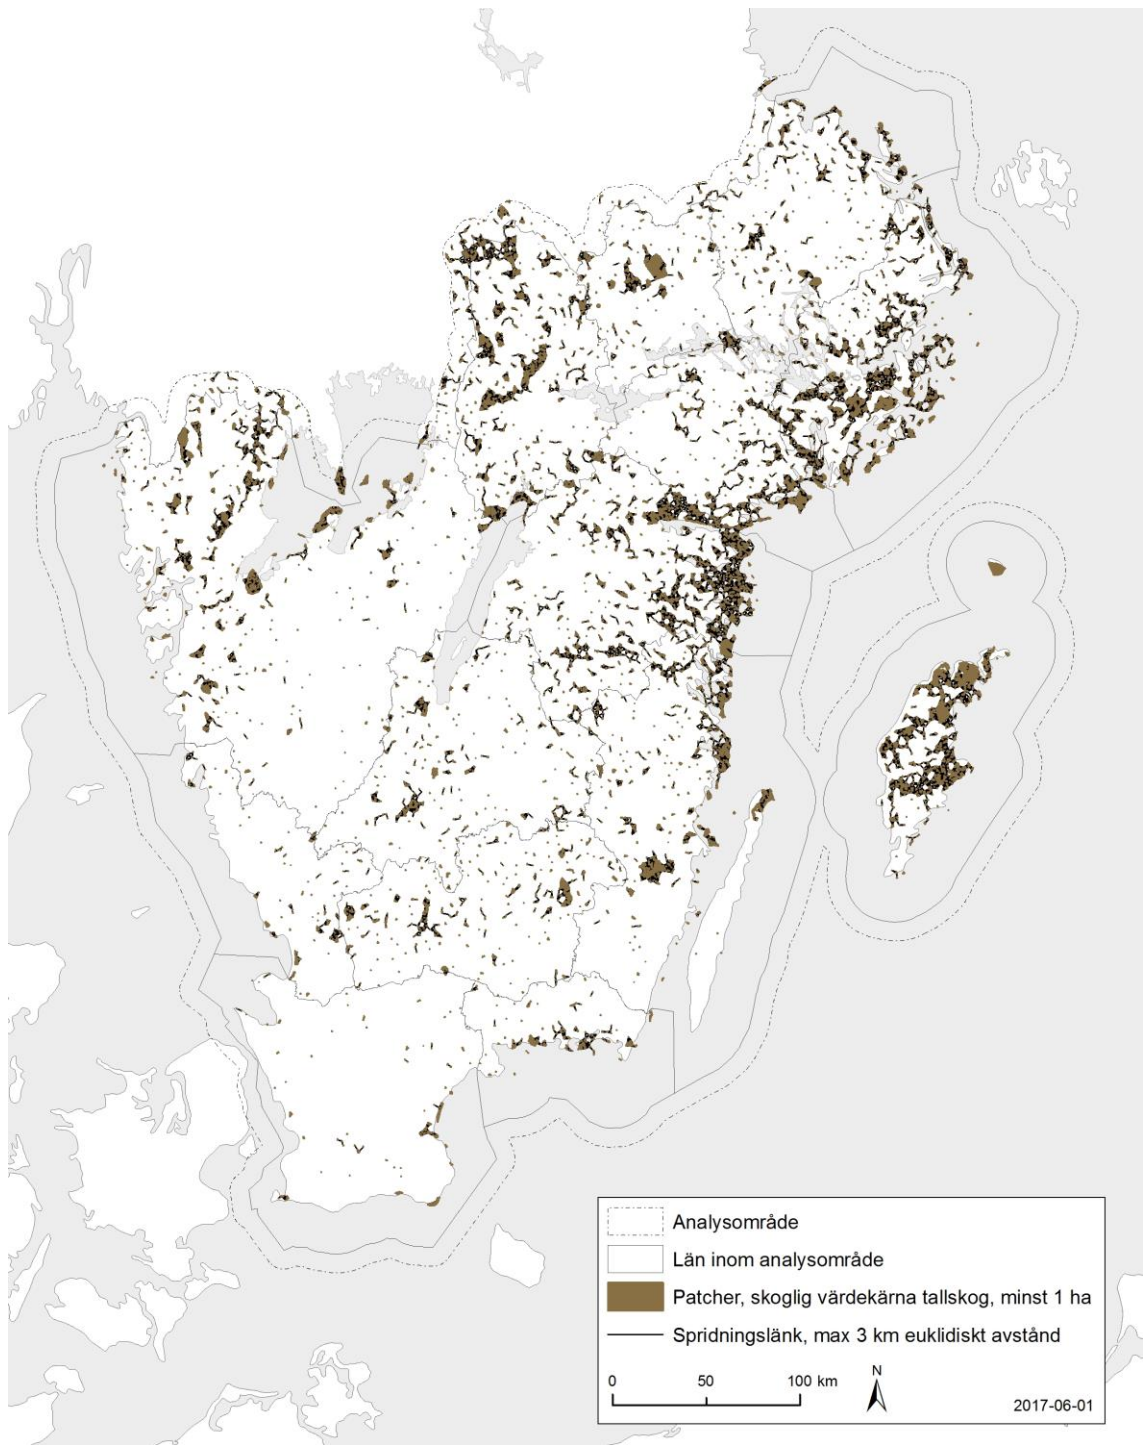 Analysområde
Län inom analysområde
Patcher, skoglig värdekärna tallskog, minst 1 ha
Spridningslänk, max 3 km euklidiskt avstånd
0 50 100 km
N
2017-06-01